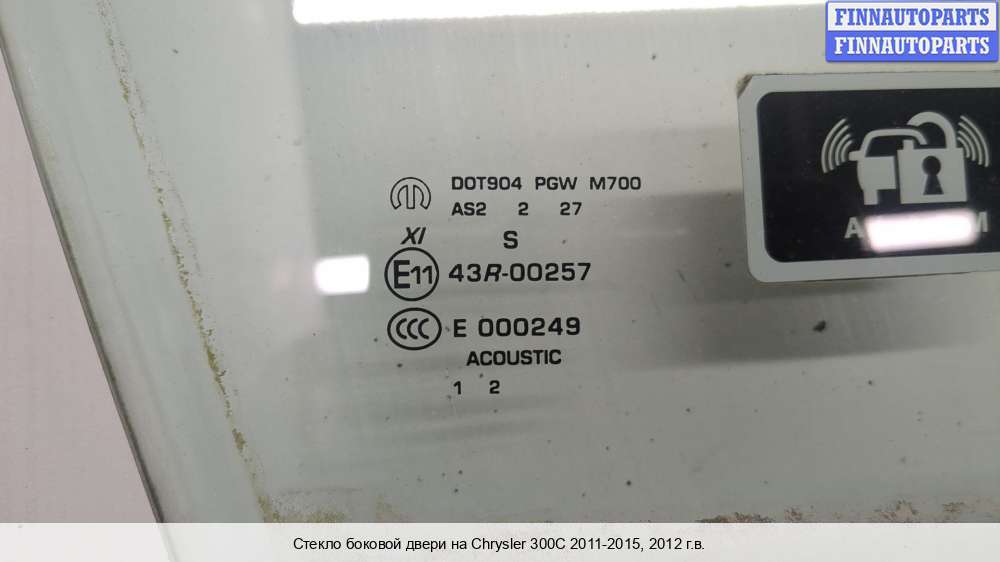 FINNAUTOPARTS
FINNAUTOPARTS
DOT904 PGW M700
AS2 2 27
XI S
E11 43R-00257
CCC E 000249
ACOUSTIC
1 2
Стекло боковой двери на Chrysler 300C 2011-2015, 2012 г.в.